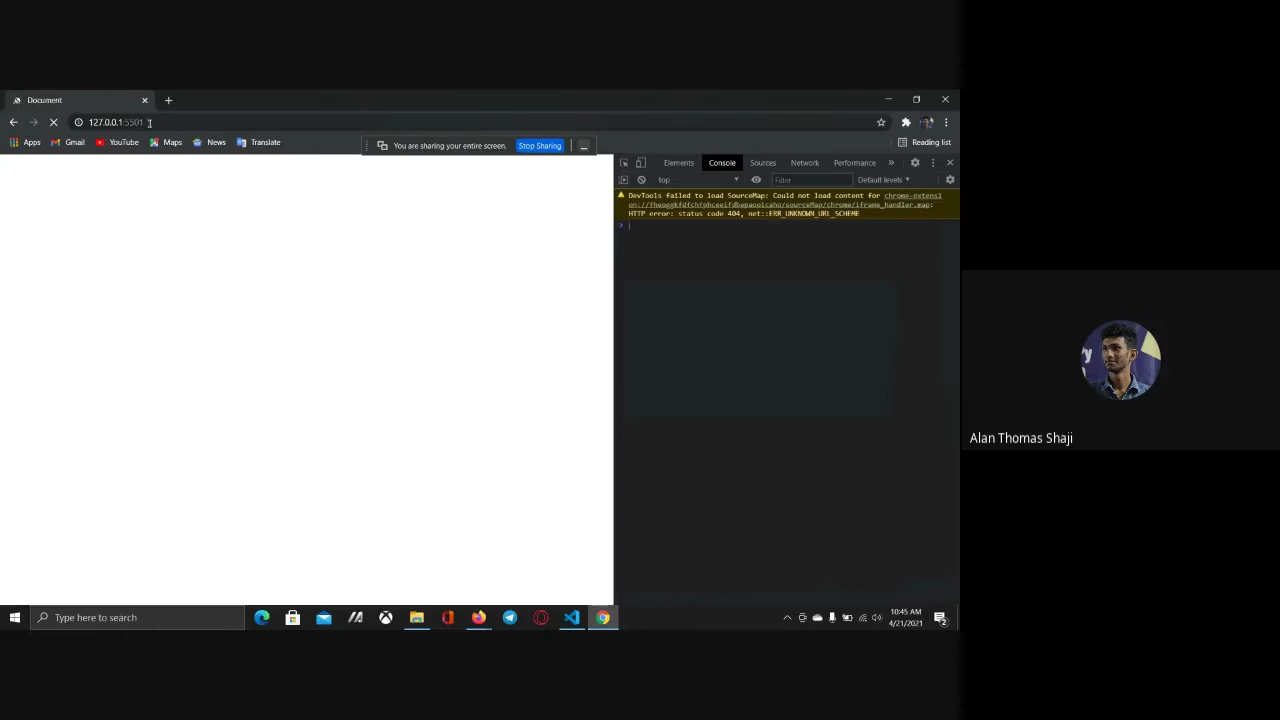 Document
127.0.0.1:5501
Apps
Gmail
YouTube
Maps
News
Translate
You are sharing your entire screen.
Stop Sharing
Reading list
Elements
Console
Sources
Network
Performance
»
top
Filter
Default levels
DevTools failed to load SourceMap: Could not load content for chrome-extensi
HTTP error: status code 404, net::ERR_UNKNOWN_URL_SCHEME
Alan Thomas Shaji
Type here to search
10:45 AM
4/21/2021
2